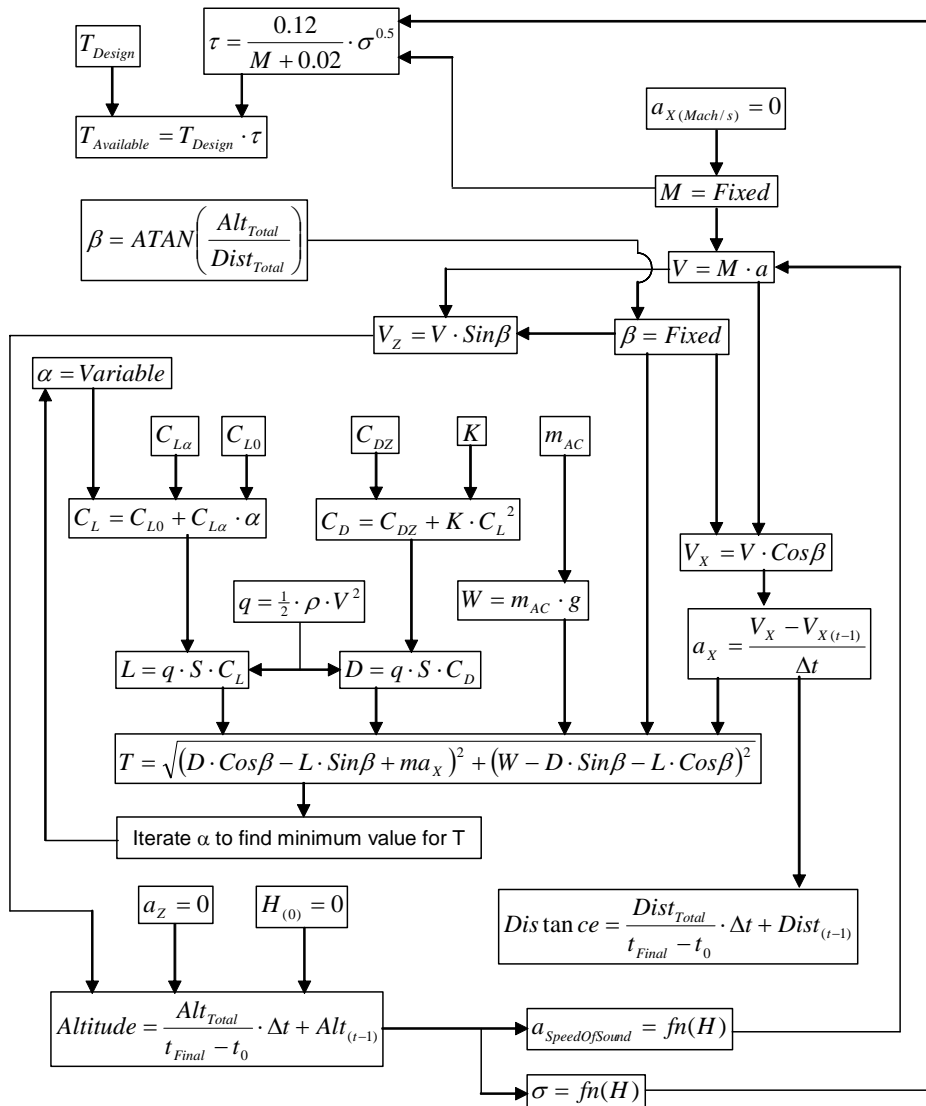 T_Design
τ = 0.12 / (M + 0.02) · σ^0.5
a_X(Mach/s) = 0
T_Available = T_Design · τ
M = Fixed
β = ATAN(Alt_Total / Dist_Total)
V = M · a
V_Z = V · Sinβ
β = Fixed
α = Variable
C_Lα
C_L0
C_DZ
K
m_AC
C_L = C_L0 + C_Lα · α
C_D = C_DZ + K · C_L^2
V_X = V · Cosβ
q = ½ · ρ · V^2
W = m_AC · g
a_X = (V_X − V_X(t−1)) / Δt
L = q · S · C_L
D = q · S · C_D
T = √((D · Cosβ − L · Sinβ + ma_X)^2 + (W − D · Sinβ − L · Cosβ)^2)
Iterate α to find minimum value for T
a_Z = 0
H_(0) = 0
Dis tan ce = Dist_Total / (t_Final − t_0) · Δt + Dist_(t−1)
Altitude = Alt_Total / (t_Final − t_0) · Δt + Alt_(t−1)
a_SpeedOfSound = fn(H)
σ = fn(H)